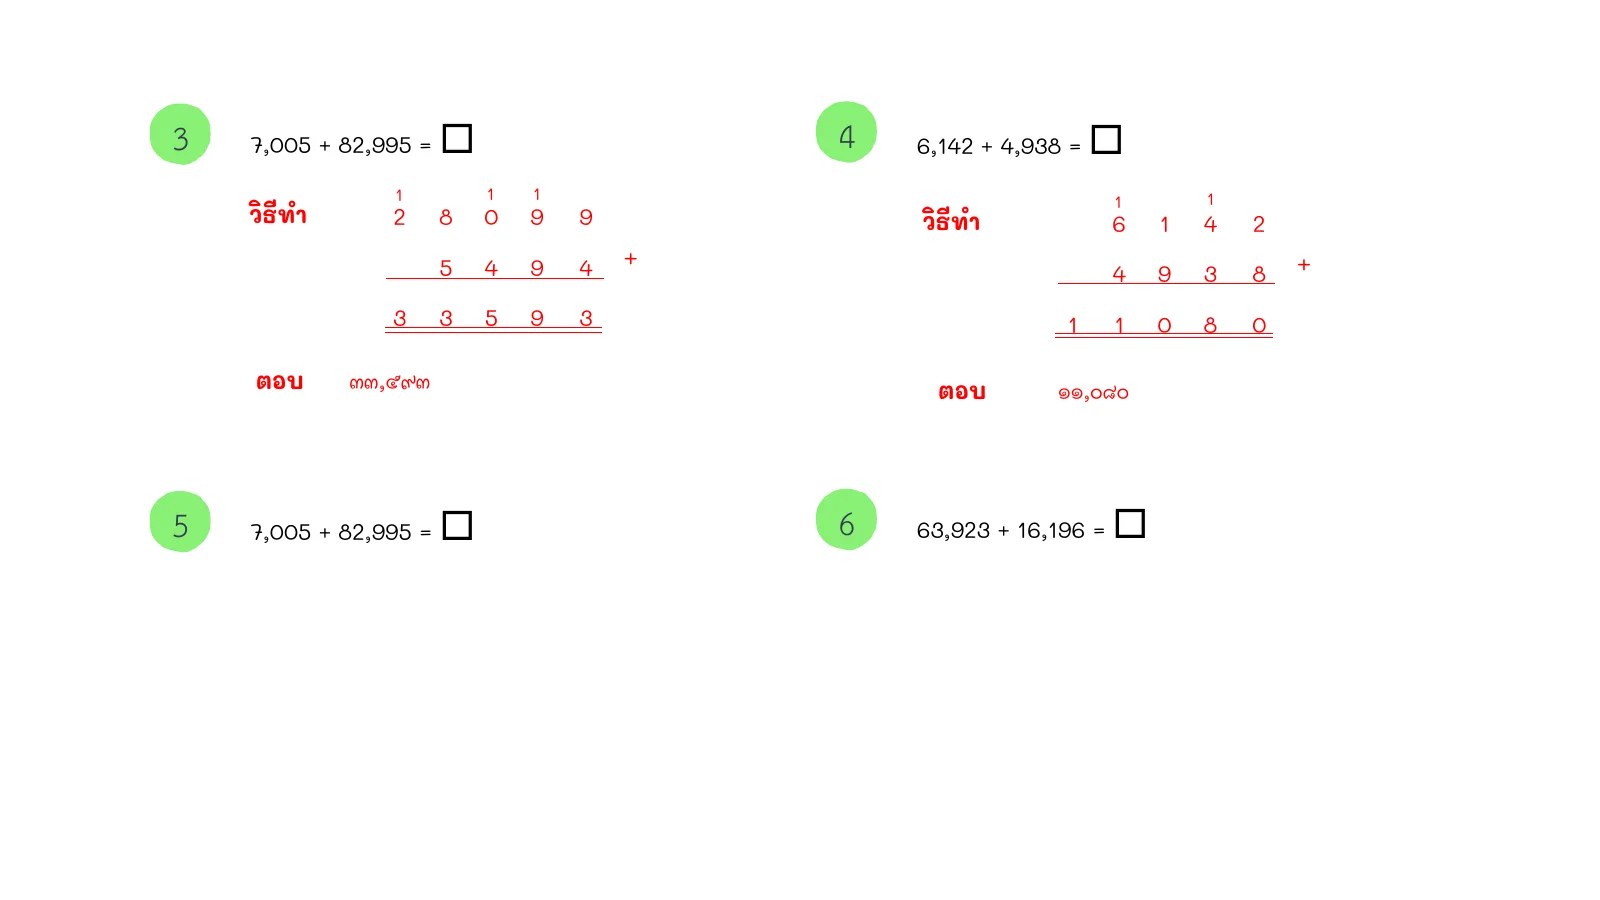 3
7,005 + 82,995 = □
วิธีทำ
1 1 1
2 8 0 9 9
5 4 9 4 +
3 3 5 9 3
ตอบ ๓๓,๕๙๓
4
6,142 + 4,938 = □
วิธีทำ
1 1
6 1 4 2
4 9 3 8 +
1 1 0 8 0
ตอบ ๑๑,๐๘๐
5
7,005 + 82,995 = □
6
63,923 + 16,196 = □